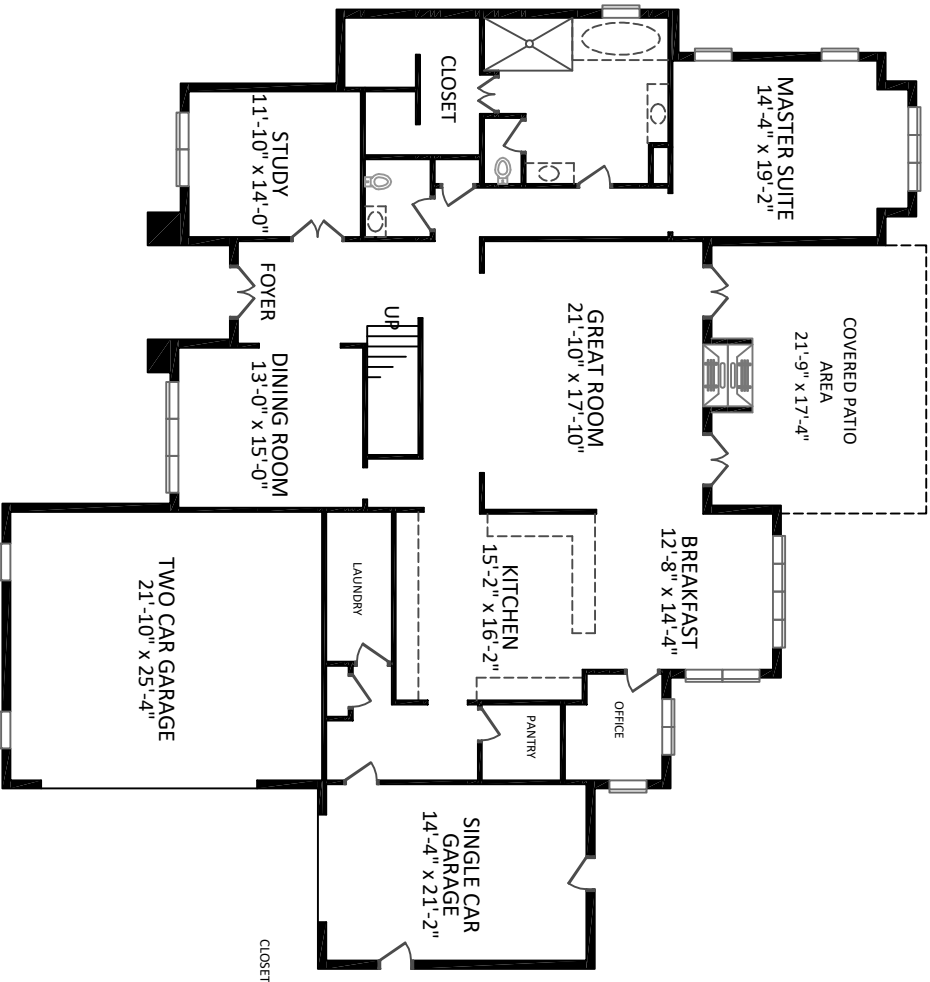 MASTER SUITE
14'-4" x 19'-2"
COVERED PATIO
AREA
21'-9" x 17'-4"
BREAKFAST
12'-8" x 14'-4"
OFFICE
CLOSET
GREAT ROOM
21'-10" x 17'-10"
KITCHEN
15'-2" x 16'-2"
PANTRY
SINGLE CAR
GARAGE
14'-4" x 21'-2"
UP
LAUNDRY
STUDY
11'-10" x 14'-0"
FOYER
DINING ROOM
13'-0" x 15'-0"
TWO CAR GARAGE
21'-10" x 25'-4"
CLOSET